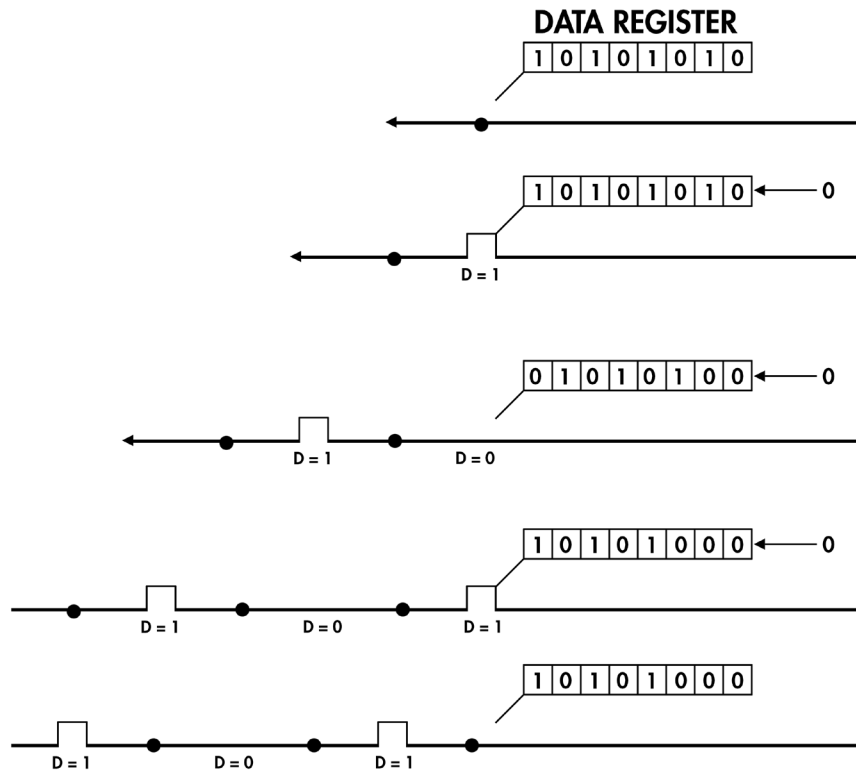 DATA REGISTER
1 0 1 0 1 0 1 0
1 0 1 0 1 0 1 0 0
D = 1
0 1 0 1 0 1 0 0 0
D = 1 D = 0
1 0 1 0 1 0 0 0 0
D = 1 D = 0 D = 1
1 0 1 0 1 0 0 0
D = 1 D = 0 D = 1